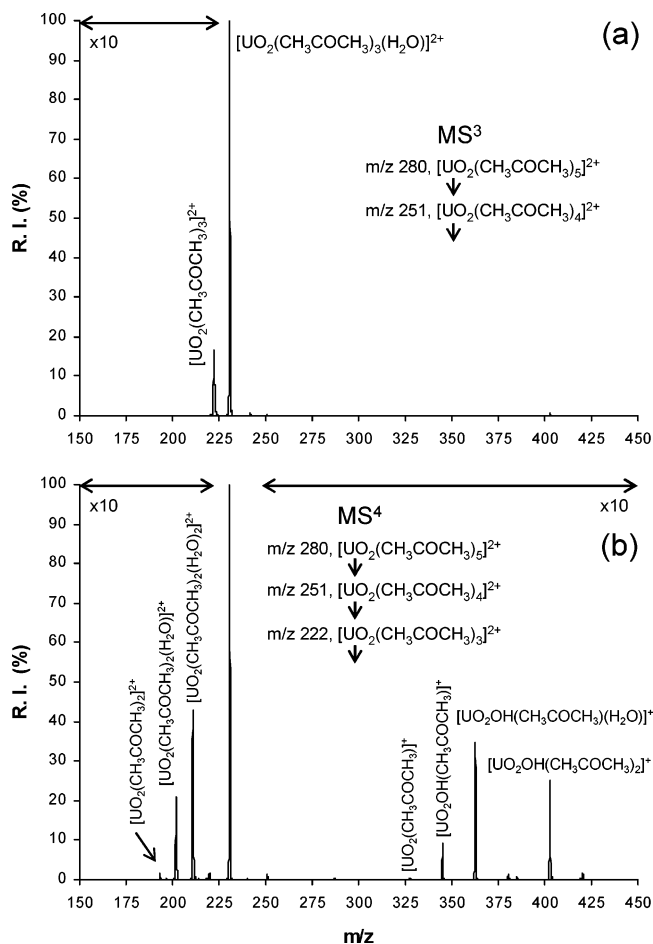 (a)
x10
[UO2(CH3COCH3)3(H2O)]2+
MS3
m/z 280, [UO2(CH3COCH3)5]2+
m/z 251, [UO2(CH3COCH3)4]2+
[UO2(CH3COCH3)3]2+
R. I. (%)
100
90
80
70
60
50
40
30
20
10
0
150 175 200 225 250 275 300 325 350 375 400 425 450
(b)
x10
x10
MS4
m/z 280, [UO2(CH3COCH3)5]2+
m/z 251, [UO2(CH3COCH3)4]2+
m/z 222, [UO2(CH3COCH3)3]2+
[UO2(CH3COCH3)2]2+
[UO2(CH3COCH3)2(H2O)]2+
[UO2(CH3COCH3)2(H2O)2]2+
[UO2(CH3COCH3)]+
[UO2OH(CH3COCH3)]+
[UO2OH(CH3COCH3)(H2O)]+
[UO2OH(CH3COCH3)2]+
R. I. (%)
100
90
80
70
60
50
40
30
20
10
0
150 175 200 225 250 275 300 325 350 375 400 425 450
m/z